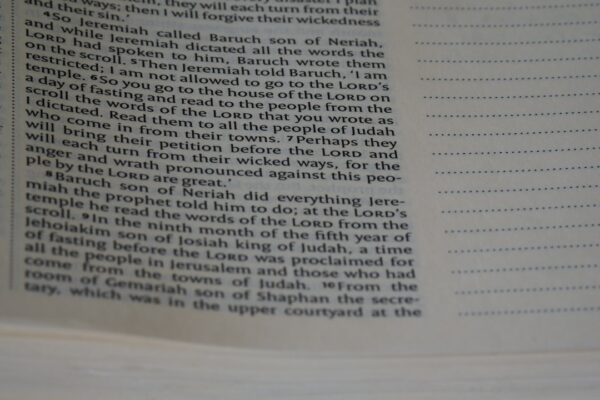 they will each turn from their
wicked ways; then I will forgive their wickedness
and their sin.'
4So Jeremiah called Baruch son of Neriah,
and while Jeremiah dictated all the words the
LORD had spoken to him, Baruch wrote them
on the scroll. 5Then Jeremiah told Baruch, 'I am
restricted; I am not allowed to go to the LORD's
temple. 6So you go to the house of the LORD on
a day of fasting and read to the people from the
scroll the words of the LORD that you wrote as
I dictated. Read them to all the people of Judah
who come in from their towns. 7Perhaps they
will bring their petition before the LORD and
will each turn from their wicked ways, for the
anger and wrath pronounced against this peo-
ple by the LORD are great.'
8Baruch son of Neriah did everything Jere-
miah the prophet told him to do; at the LORD's
temple he read the words of the LORD from the
scroll. 9In the ninth month of the fifth year of
Jehoiakim son of Josiah king of Judah, a time
of fasting before the LORD was proclaimed for
all the people in Jerusalem and those who had
come from the towns of Judah. 10From the
room of Gemariah son of Shaphan the secre-
tary, which was in the upper courtyard at the